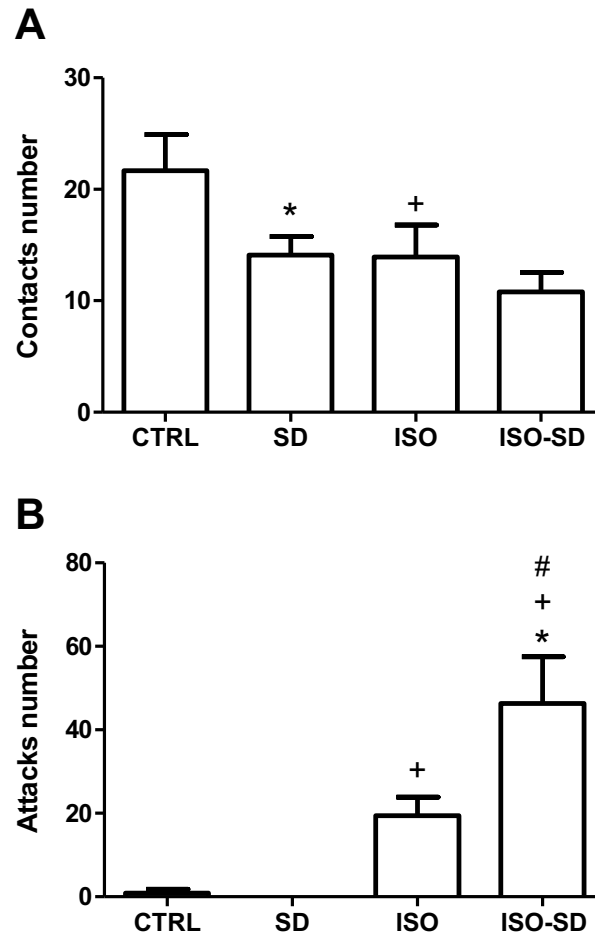 A
Contacts number
30
20
10
0
*
+
CTRL SD ISO ISO-SD
B
Attacks number
80
60
40
20
0
+
#
+
*
CTRL SD ISO ISO-SD